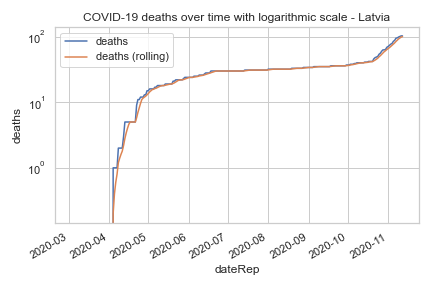 COVID-19 deaths over time with logarithmic scale - Latvia
deaths
deaths (rolling)
10²
10¹
10⁰
deaths
2020-03
2020-04
2020-05
2020-06
2020-07
2020-08
2020-09
2020-10
2020-11
dateRep